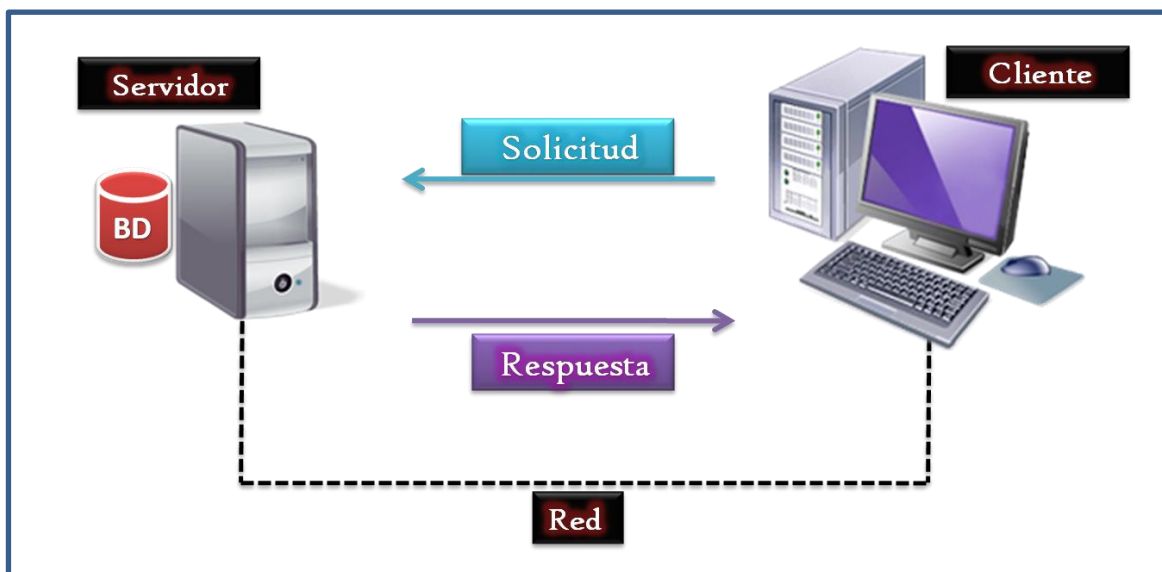 Servidor
Cliente
Solicitud
BD
Respuesta
Red